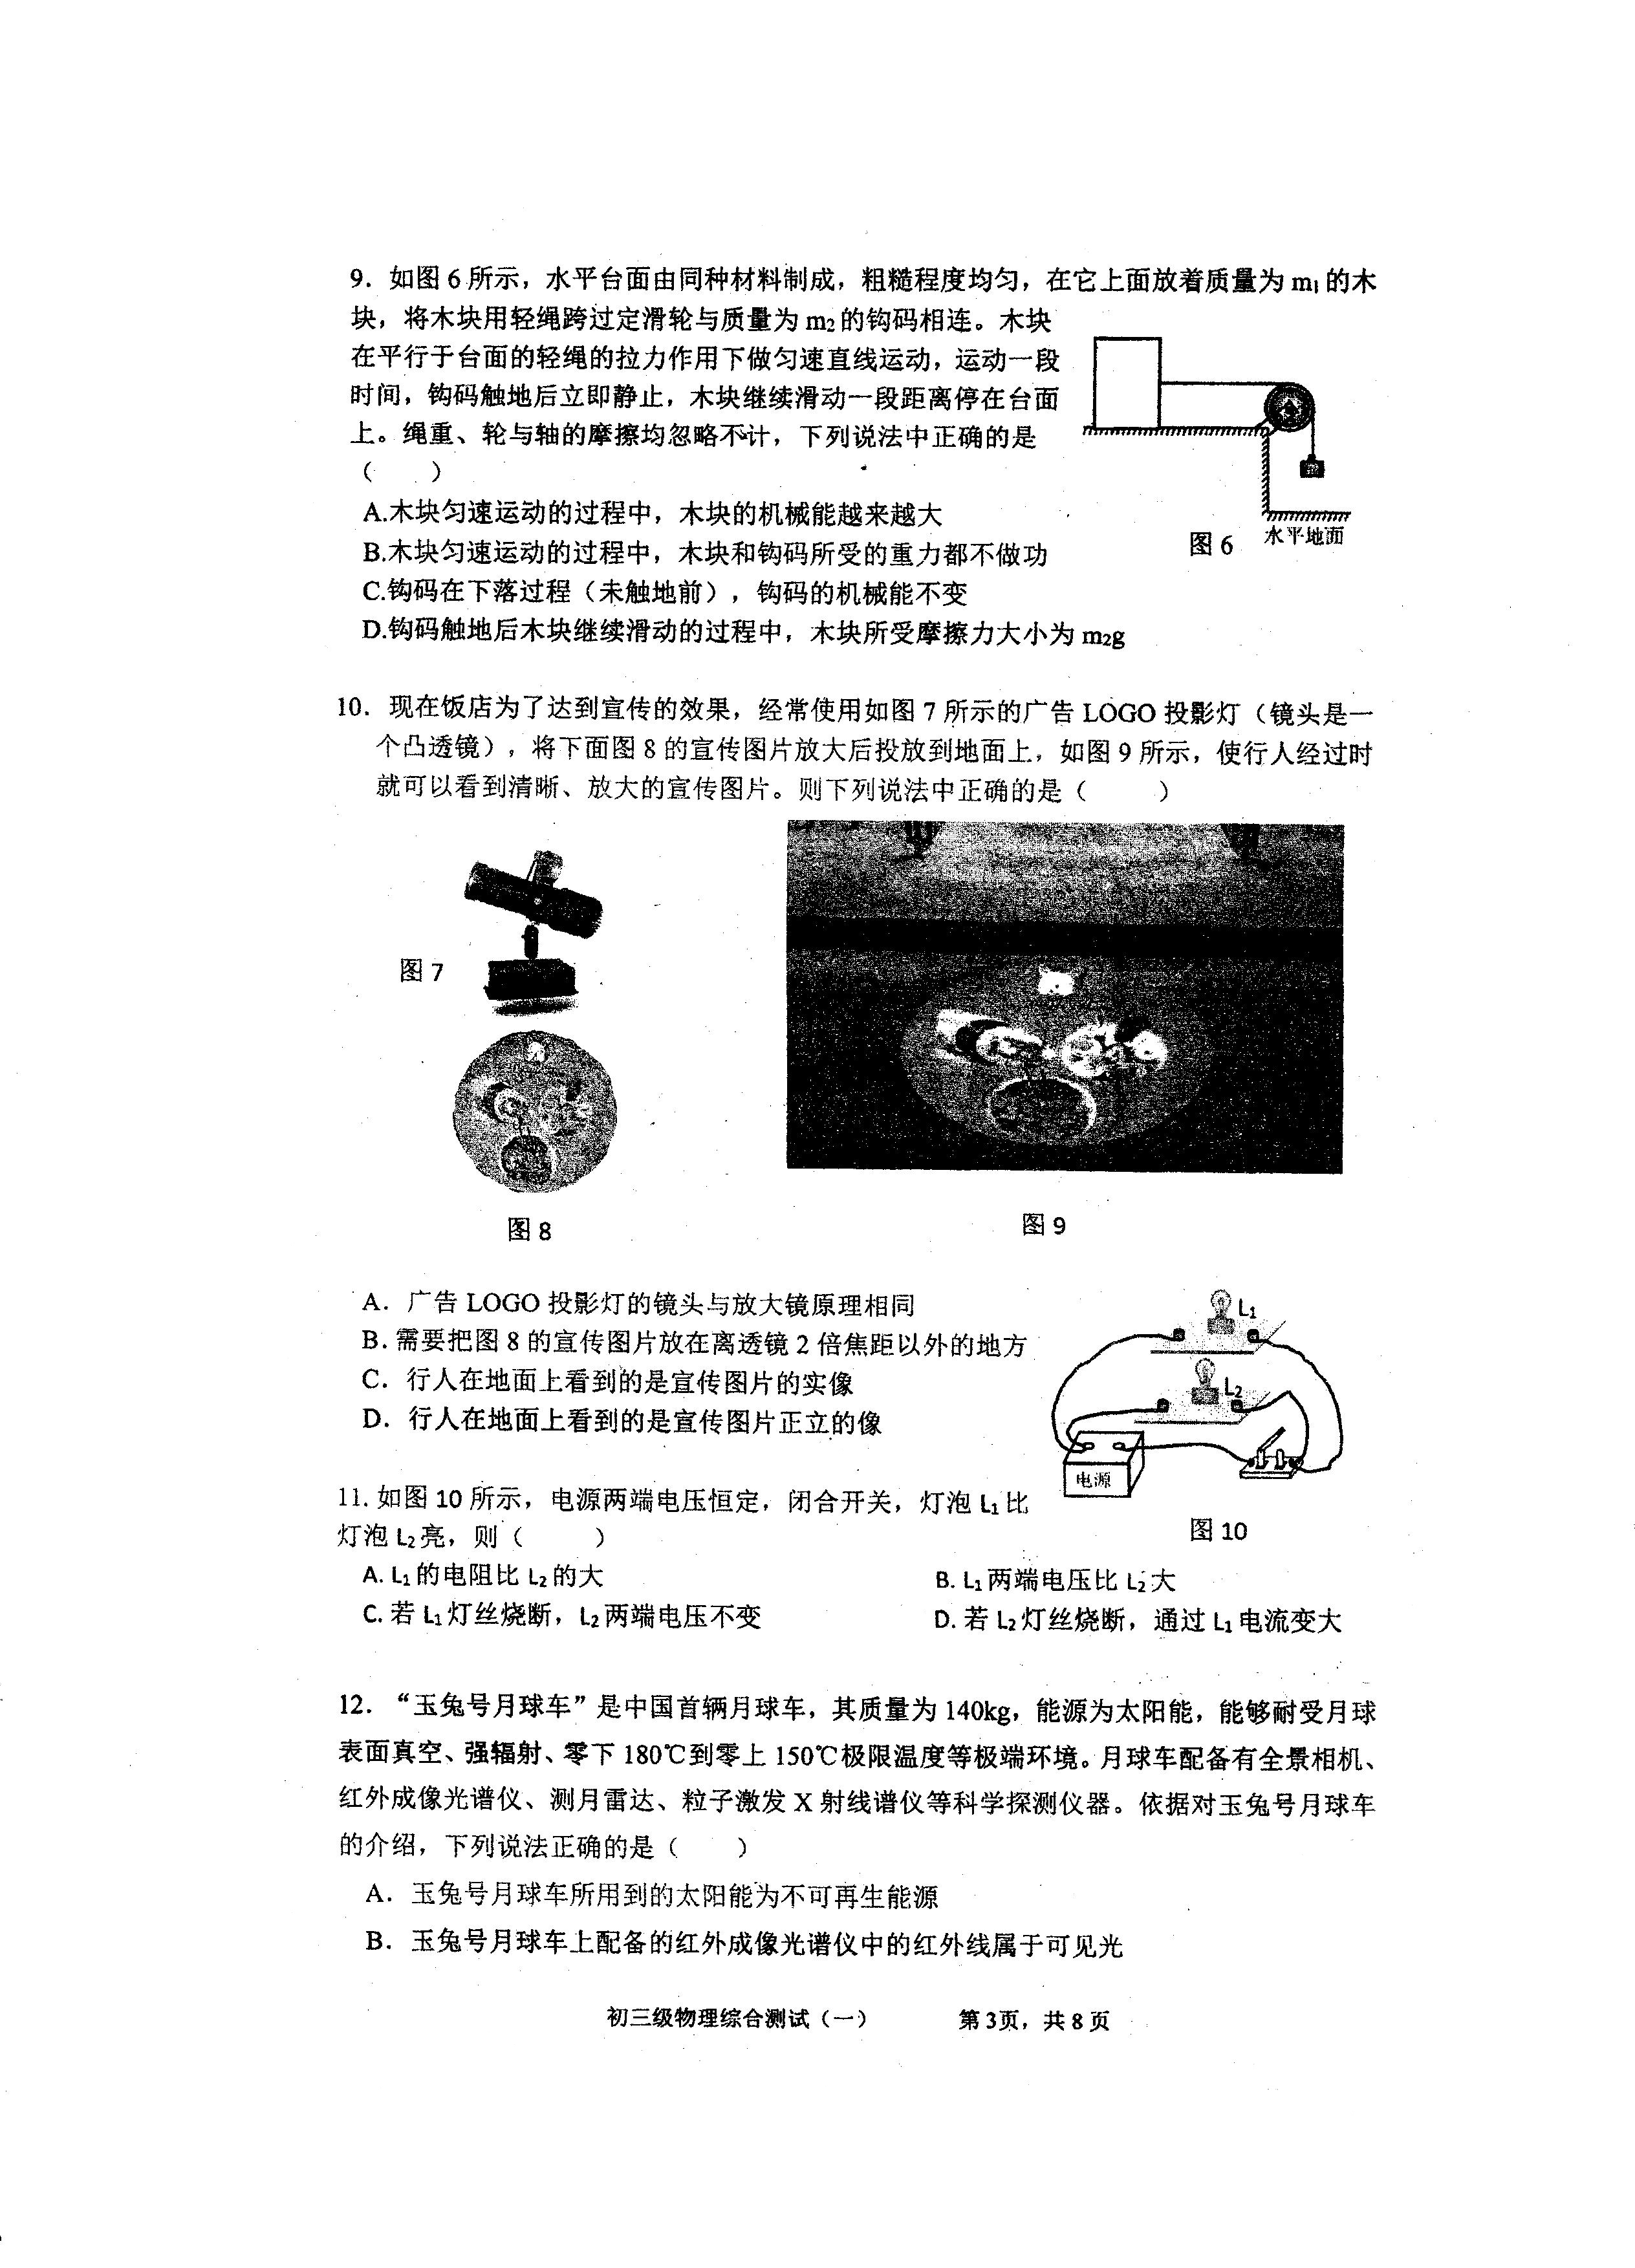 9．如图 6 所示，水平台面由同种材料制成，粗糙程度均匀，在它上面放着质量为 m₁ 的木
块，将木块用轻绳跨过定滑轮与质量为 m₂ 的钩码相连。木块
在平行于台面的轻绳的拉力作用下做匀速直线运动，运动一段
时间，钩码触地后立即静止，木块继续滑动一段距离停在台面
上。绳重、轮与轴的摩擦均忽略不计，下列说法中正确的是
（　　）
A.木块匀速运动的过程中，木块的机械能越来越大
B.木块匀速运动的过程中，木块和钩码所受的重力都不做功
C.钩码在下落过程（未触地前），钩码的机械能不变
D.钩码触地后木块继续滑动的过程中，木块所受摩擦力大小为 m₂g
图 6
水平地面
10．现在饭店为了达到宣传的效果，经常使用如图 7 所示的广告 LOGO 投影灯（镜头是一
个凸透镜），将下面图 8 的宣传图片放大后投放到地面上，如图 9 所示，使行人经过时
就可以看到清晰、放大的宣传图片。则下列说法中正确的是（　　）
图 7
图 8
图 9
A．广告 LOGO 投影灯的镜头与放大镜原理相同
B. 需要把图 8 的宣传图片放在离透镜 2 倍焦距以外的地方
C．行人在地面上看到的是宣传图片的实像
D．行人在地面上看到的是宣传图片正立的像
L₁
L₂
电源
图 10
11. 如图 10 所示，电源两端电压恒定，闭合开关，灯泡 L₁ 比
灯泡 L₂ 亮，则（　　）
A. L₁ 的电阻比 L₂ 的大
B. L₁ 两端电压比 L₂ 大
C. 若 L₁ 灯丝烧断，L₂ 两端电压不变
D. 若 L₂ 灯丝烧断，通过 L₁ 电流变大
12．“玉兔号月球车”是中国首辆月球车，其质量为 140kg，能源为太阳能，能够耐受月球
表面真空、强辐射、零下 180℃到零上 150℃极限温度等极端环境。月球车配备有全景相机、
红外成像光谱仪、测月雷达、粒子激发 X 射线谱仪等科学探测仪器。依据对玉兔号月球车
的介绍，下列说法正确的是（　　）
A．玉兔号月球车所用到的太阳能为不可再生能源
B．玉兔号月球车上配备的红外成像光谱仪中的红外线属于可见光
初三级物理综合测试（一）　　第 3页，共 8 页